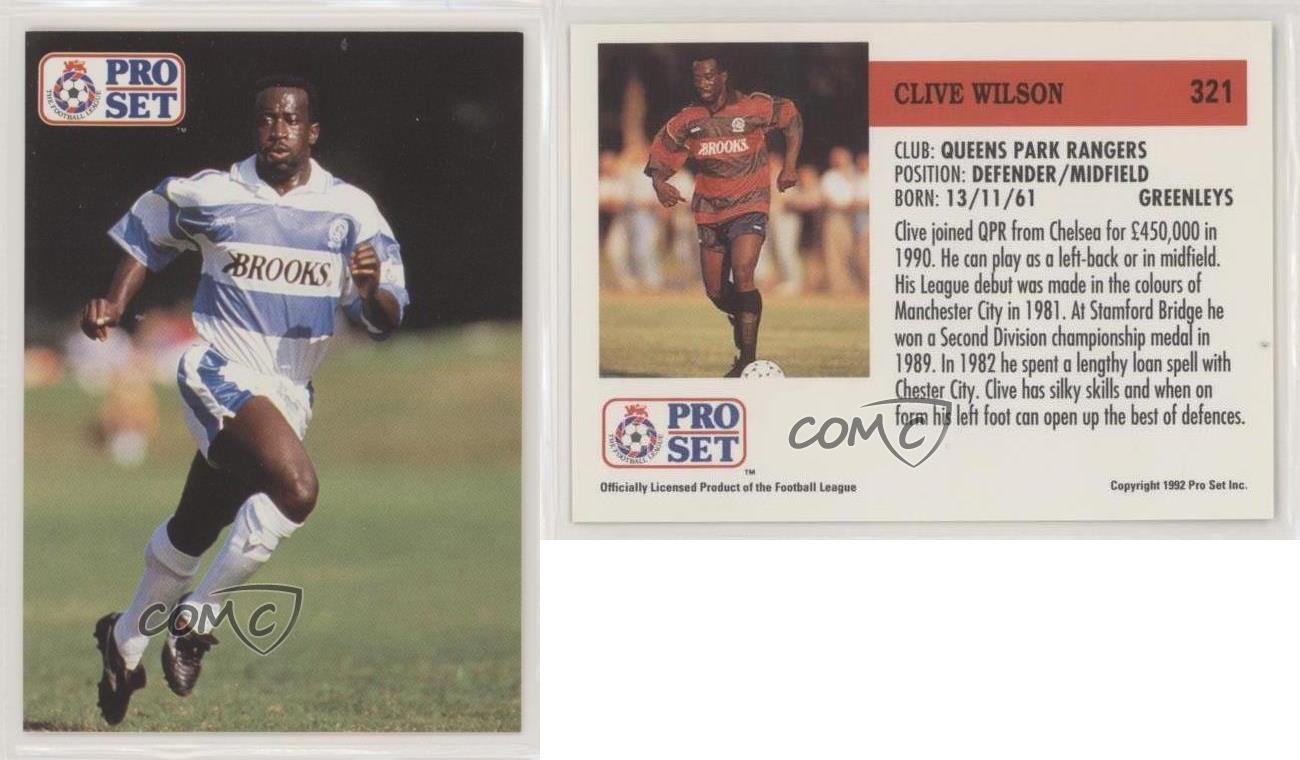 PRO
SET
THE FOOTBALL LEAGUE
™
BROOKS
COMC
BROOKS
CLIVE WILSON 321
CLUB: QUEENS PARK RANGERS
POSITION: DEFENDER/MIDFIELD
BORN: 13/11/61 GREENLEYS
Clive joined QPR from Chelsea for £450,000 in
1990. He can play as a left-back or in midfield.
His League debut was made in the colours of
Manchester City in 1981. At Stamford Bridge he
won a Second Division championship medal in
1989. In 1982 he spent a lengthy loan spell with
Chester City. Clive has silky skills and when on
form his left foot can open up the best of defences.
COMC
PRO
SET
THE FOOTBALL LEAGUE
™
Officially Licensed Product of the Football League
Copyright 1992 Pro Set Inc.